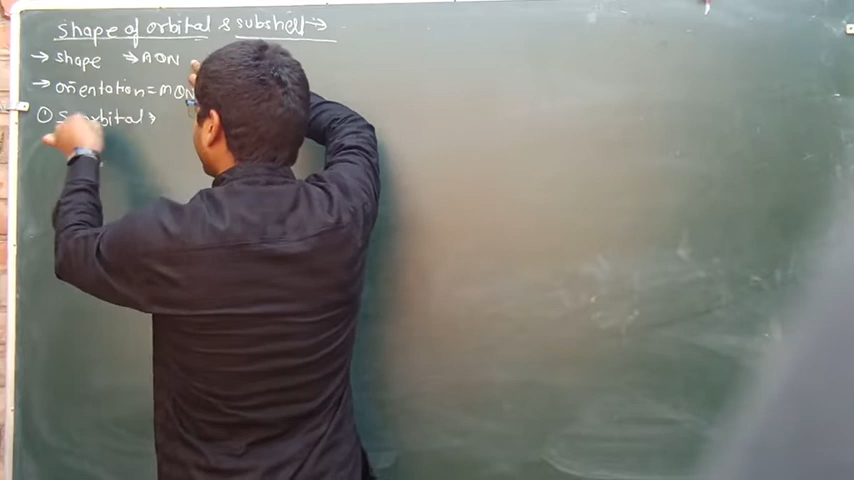 shape of orbital & subshell →
→ shape ⇒ AQN
→ orientation = MQN
① S orbital →